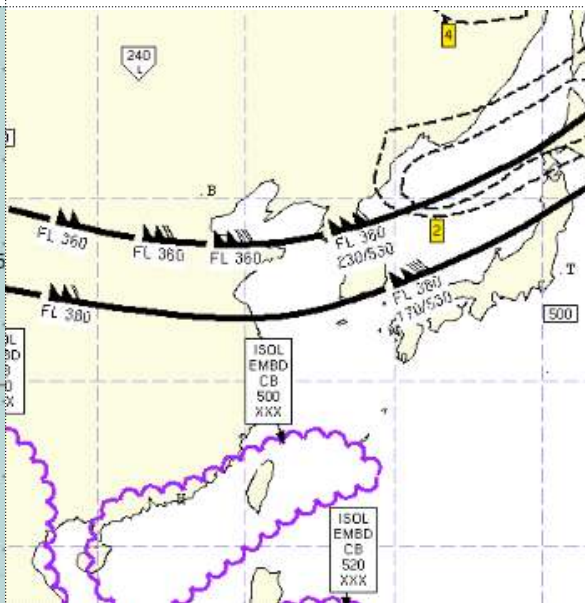 4
240
L
B
FL 360
FL 360
FL 360
FL 360
230/530
2
T
FL 380
FL 380
170/530
500
ISOL
EMBD
CB
500
XXX
H
ISOL
EMBD
CB
520
XXX